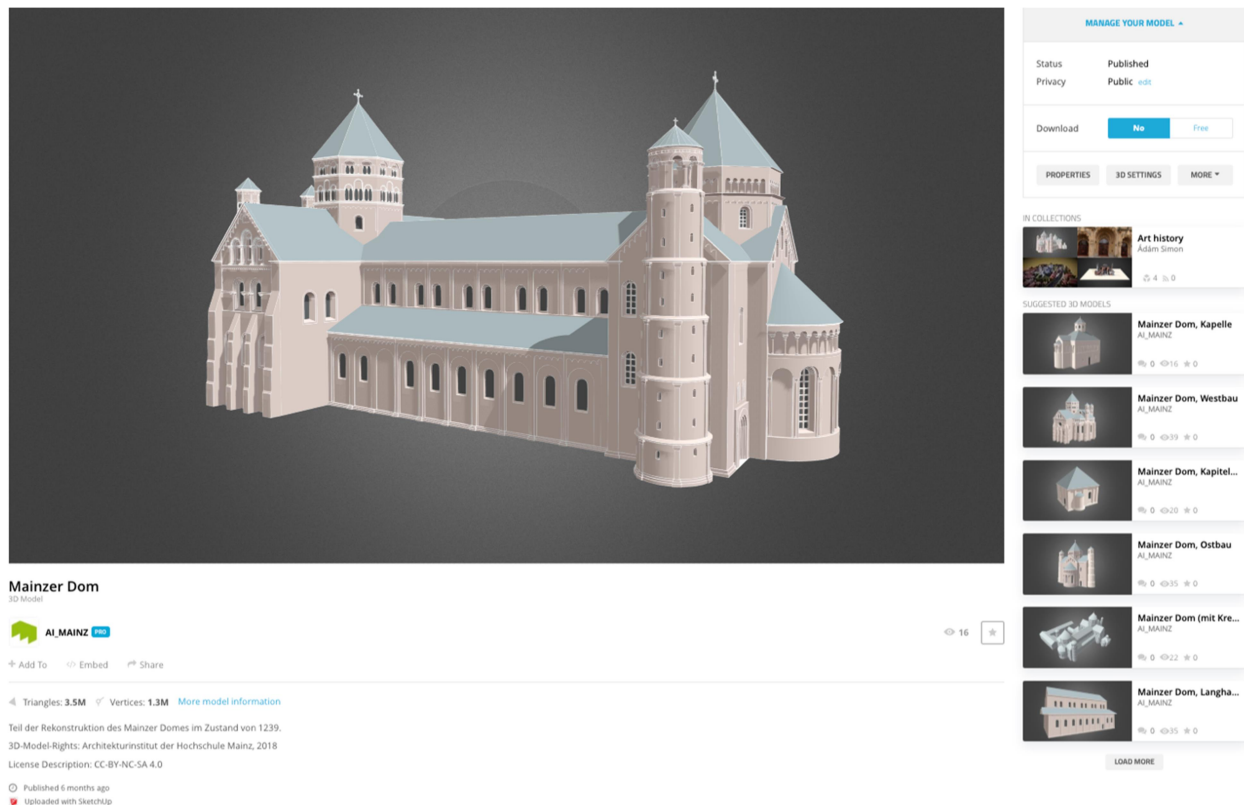 MANAGE YOUR MODEL
Status Published
Privacy Public edit
Download No Free
PROPERTIES 3D SETTINGS MORE
IN COLLECTIONS
Art history
Ádám Simon
4 0
SUGGESTED 3D MODELS
Mainzer Dom, Kapelle
AI_MAINZ
0 16 0
Mainzer Dom, Westbau
AI_MAINZ
0 39 0
Mainzer Dom, Kapitel...
AI_MAINZ
0 20 0
Mainzer Dom, Ostbau
AI_MAINZ
0 35 0
Mainzer Dom (mit Kre...
AI_MAINZ
0 22 0
Mainzer Dom, Langha...
AI_MAINZ
0 35 0
LOAD MORE
Mainzer Dom
3D Model
AI_MAINZ PRO
16
Add To Embed Share
Triangles: 3.5M Vertices: 1.3M More model information
Teil der Rekonstruktion des Mainzer Domes im Zustand von 1239.
3D-Model-Rights: Architekturinstitut der Hochschule Mainz, 2018
License Description: CC-BY-NC-SA 4.0
Published 6 months ago
Uploaded with SketchUp